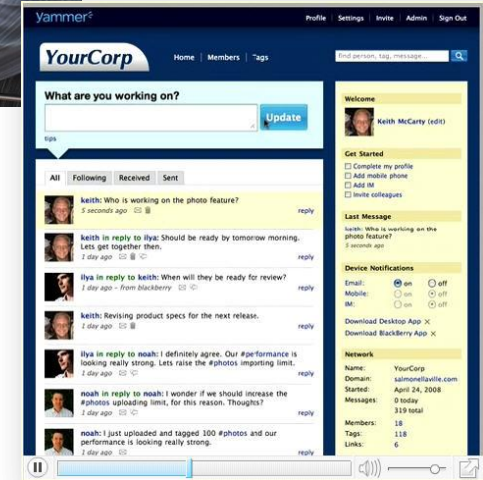 yammer
Profile | Settings | Invite | Admin | Sign Out
YourCorp
Home | Members | Tags
find person, tag, message...
What are you working on?
Update
tips
All Following Received Sent
keith: Who is working on the photo feature?
5 seconds ago
reply
keith in reply to ilya: Should be ready by tomorrow morning.
Lets get together then.
1 day ago
reply
ilya in reply to keith: When will they be ready for review?
1 day ago - from blackberry
reply
keith: Revising product specs for the next release.
1 day ago
reply
ilya in reply to noah: I definitely agree. Our #performance is
looking really strong. Lets raise the #photos importing limit.
1 day ago
reply
noah in reply to noah: I wonder if we should increase the
#photos uploading limit, for this reason. Thoughts?
1 day ago
reply
noah: I just uploaded and tagged 100 #photos and our
performance is looking really strong.
1 day ago
reply
Welcome
Keith McCarty (edit)
Get Started
Complete my profile
Add mobile phone
Add IM
Invite colleagues
Last Message
keith: Who is working on the
photo feature?
5 seconds ago
Device Notifications
Email: on off
Mobile: on off
IM: on off
Download Desktop App ×
Download BlackBerry App ×
Network
Name: YourCorp
Domain: salmonellaville.com
Started: April 24, 2008
Messages: 0 today
319 total
Members: 18
Tags: 118
Links: 6